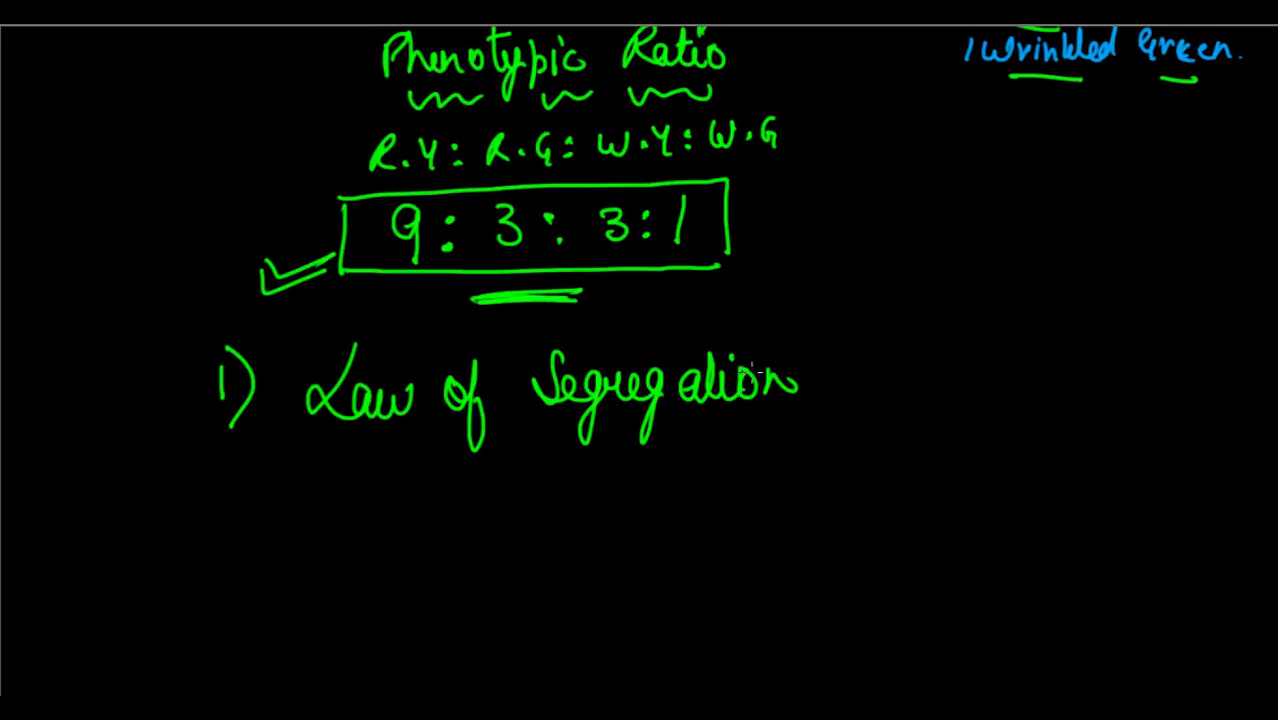 Phenotypic Ratio
1 Wrinkled Green.
R.Y : R.G : W.Y : W.G
9 : 3 : 3 : 1
1) Law of Segregation